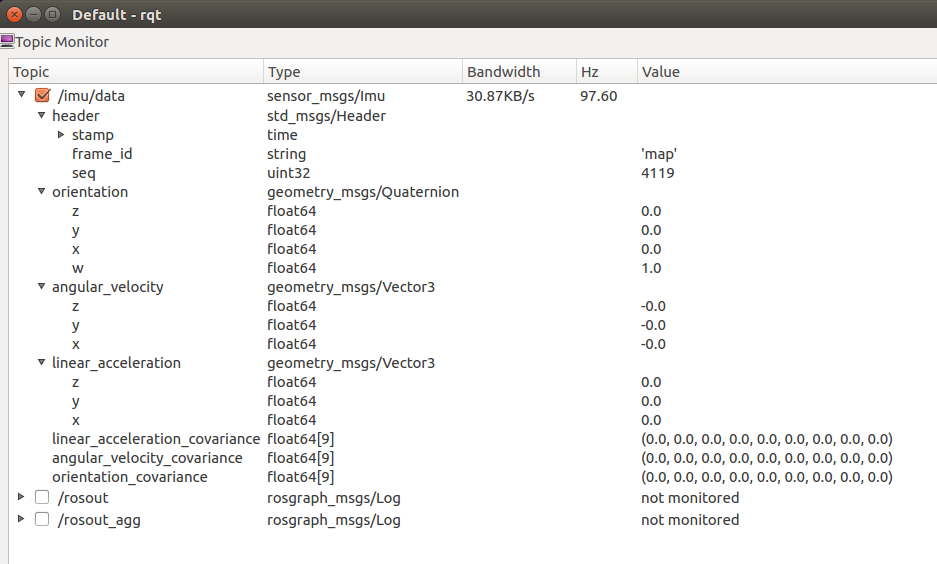 Default - rqt
Topic Monitor
Topic Type Bandwidth Hz Value
/imu/data sensor_msgs/Imu 30.87KB/s 97.60
header std_msgs/Header
stamp time
frame_id string 'map'
seq uint32 4119
orientation geometry_msgs/Quaternion
z float64 0.0
y float64 0.0
x float64 0.0
w float64 1.0
angular_velocity geometry_msgs/Vector3
z float64 -0.0
y float64 -0.0
x float64 -0.0
linear_acceleration geometry_msgs/Vector3
z float64 0.0
y float64 0.0
x float64 0.0
linear_acceleration_covariance float64[9] (0.0, 0.0, 0.0, 0.0, 0.0, 0.0, 0.0, 0.0, 0.0)
angular_velocity_covariance float64[9] (0.0, 0.0, 0.0, 0.0, 0.0, 0.0, 0.0, 0.0, 0.0)
orientation_covariance float64[9] (0.0, 0.0, 0.0, 0.0, 0.0, 0.0, 0.0, 0.0, 0.0)
/rosout rosgraph_msgs/Log not monitored
/rosout_agg rosgraph_msgs/Log not monitored